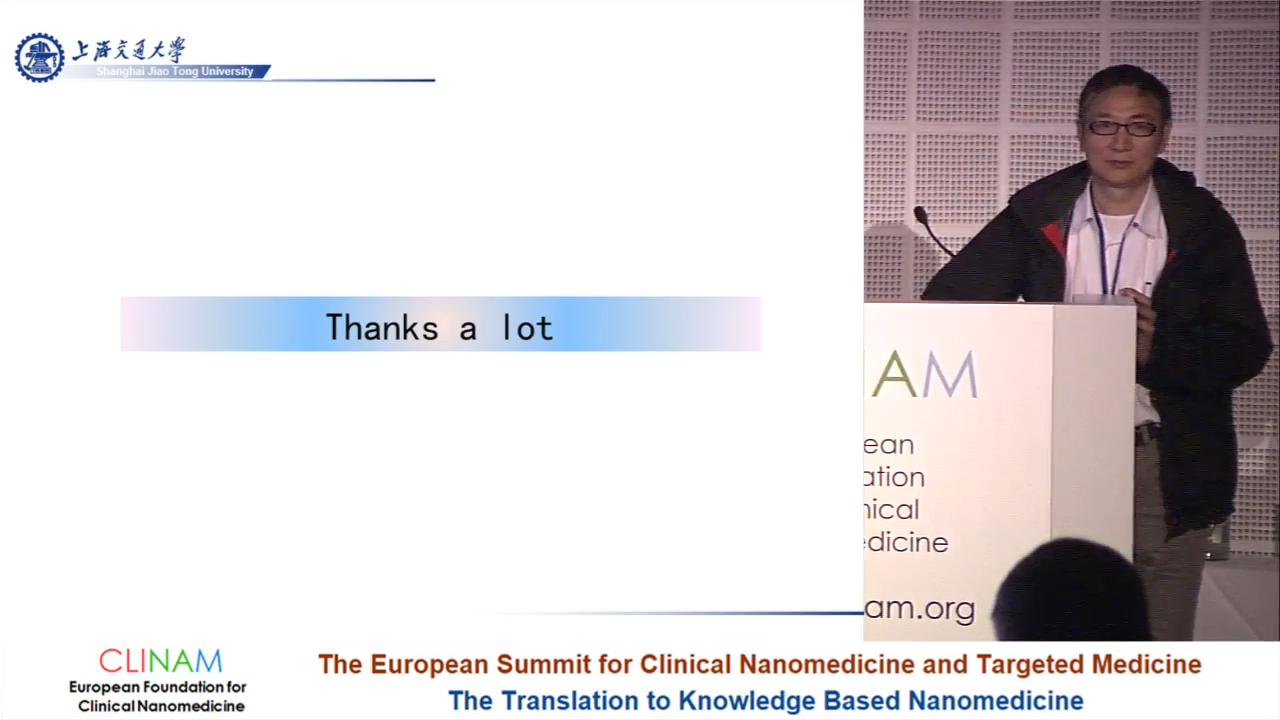 上海交通大学
Shanghai Jiao Tong University
Thanks a lot
AM
ean
ation
nical
edicine
am.org
CLINAM
European Foundation for
Clinical Nanomedicine
The European Summit for Clinical Nanomedicine and Targeted Medicine
The Translation to Knowledge Based Nanomedicine